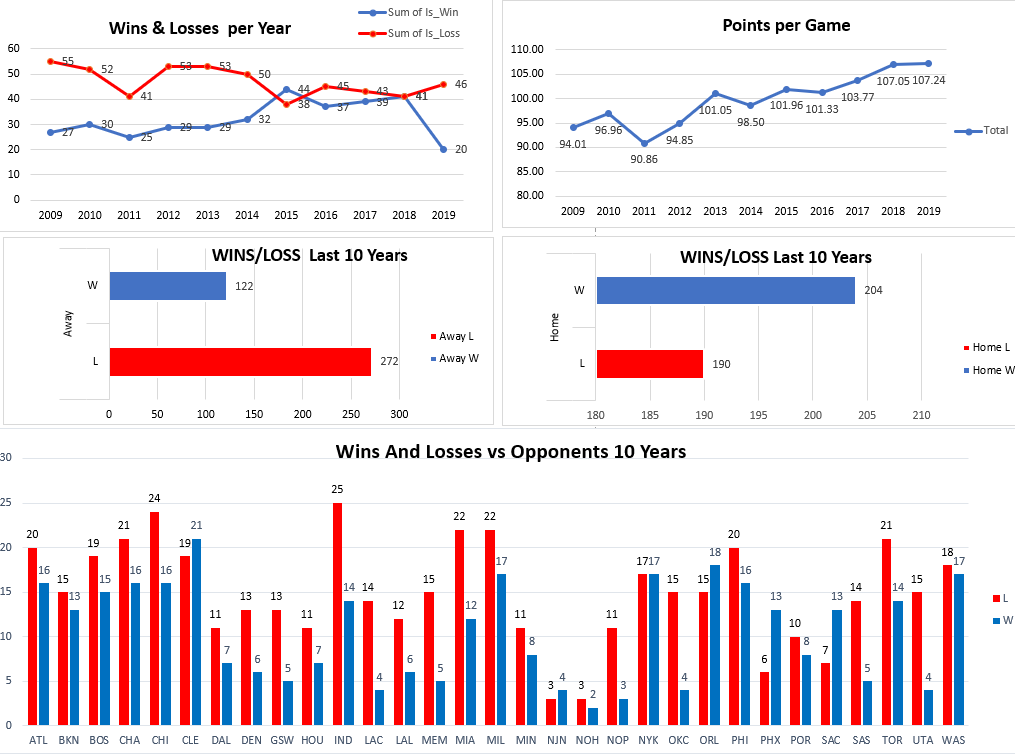 Wins & Losses per Year
Sum of Is_Win
Sum of Is_Loss
60
50
40
30
20
10
0
55 52 41 53 53 50 38 45 43 41 46
27 30 25 29 29 32 44 37 39 41 20
2009 2010 2011 2012 2013 2014 2015 2016 2017 2018 2019
Points per Game
110.00
105.00
100.00
95.00
90.00
85.00
80.00
94.01 96.96 90.86 94.85 101.05 98.50 101.96 101.33 103.77 107.05 107.24
Total
2009 2010 2011 2012 2013 2014 2015 2016 2017 2018 2019
WINS/LOSS Last 10 Years
Away
W 122
L 272
0 50 100 150 200 250 300
Away L
Away W
WINS/LOSS Last 10 Years
Home
W 204
L 190
180 185 190 195 200 205 210
Home L
Home W
Wins And Losses vs Opponents 10 Years
30
25
20
15
10
5
0
20 16 15 13 19 15 21 16 24 16 19 21 11 7 13 6 13 5 11 7 25 14 14 4 12 6 15 5 22 12 22 17 11 8 3 4 3 2 11 3 17 17 15 4 15 18 20 16 6 13 10 8 7 13 14 5 21 14 15 4 18 17
ATL BKN BOS CHA CHI CLE DAL DEN GSW HOU IND LAC LAL MEM MIA MIL MIN NJN NOH NOP NYK OKC ORL PHI PHX POR SAC SAS TOR UTA WAS
L
W